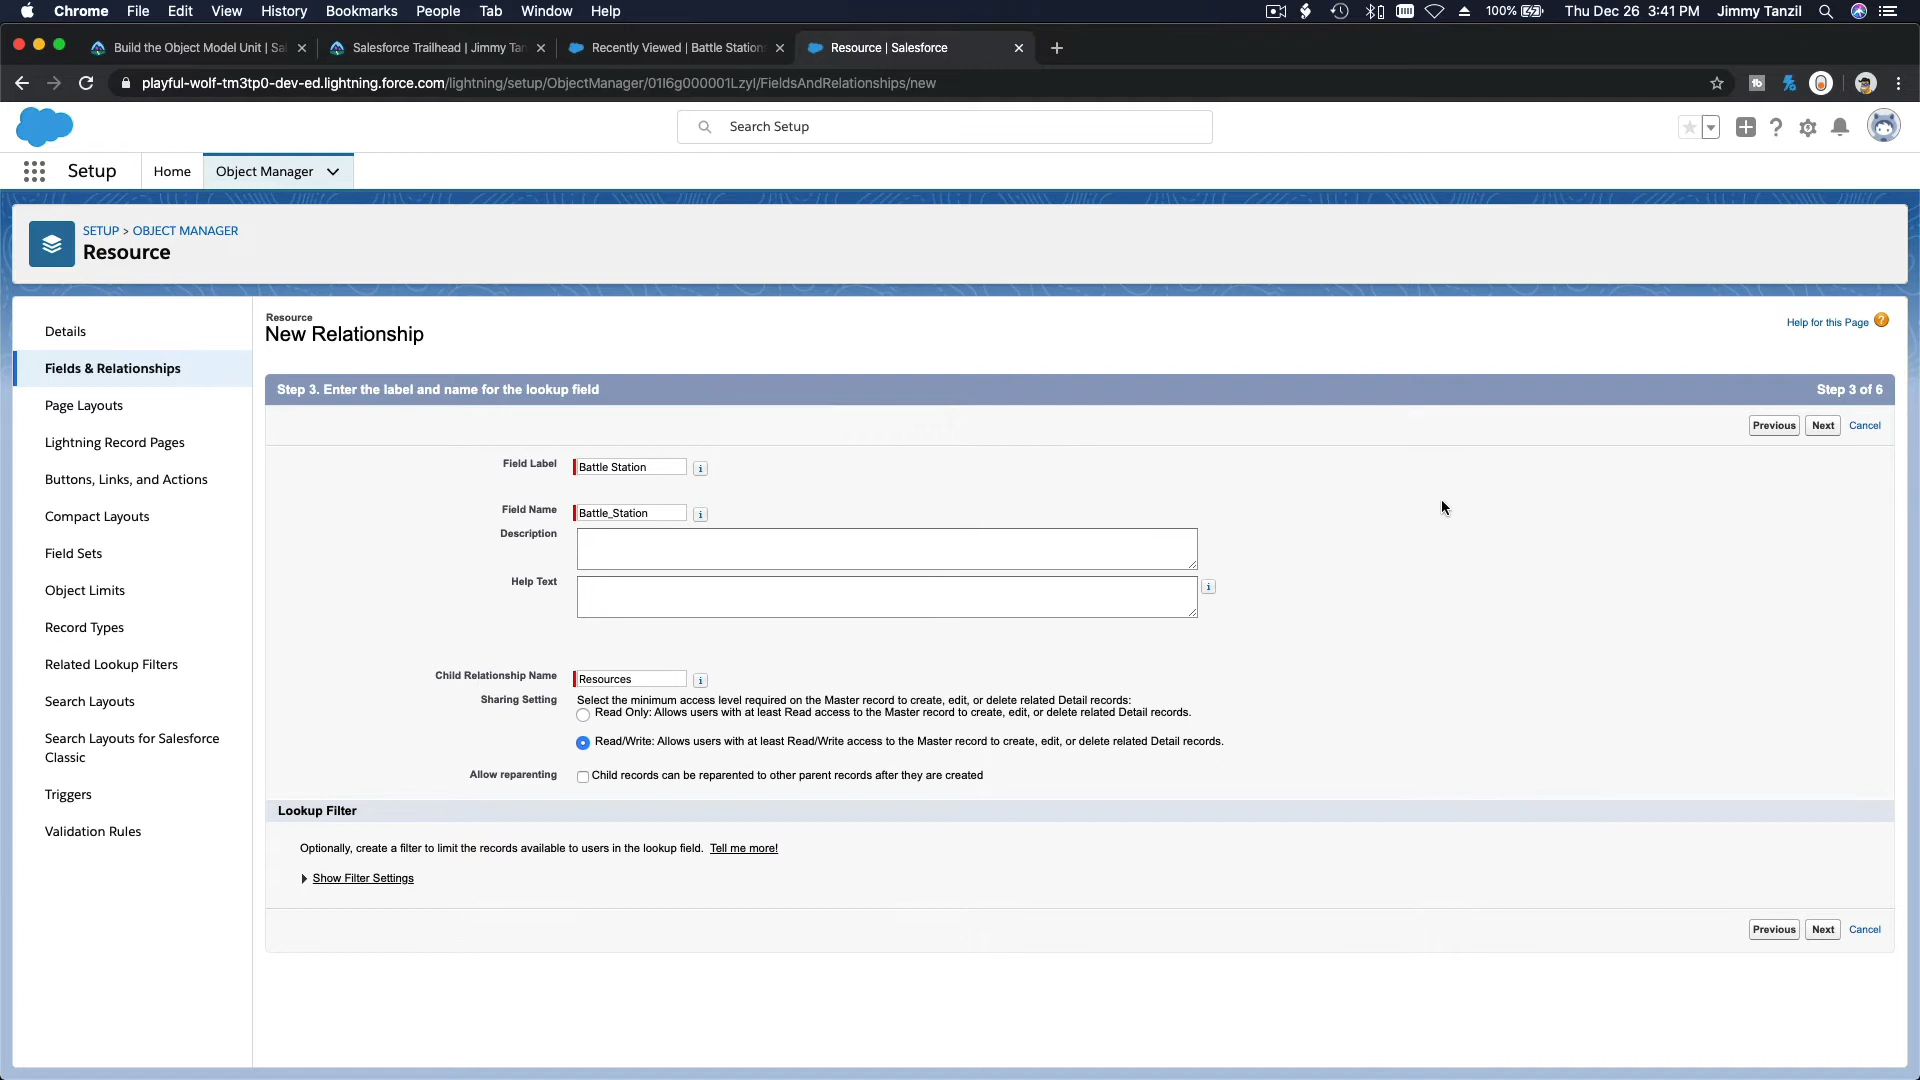 Chrome File Edit View History Bookmarks People Tab Window Help 100% Thu Dec 26 3:41 PM Jimmy Tanzil
Build the Object Model Unit | Sa Salesforce Trailhead | Jimmy Tan Recently Viewed | Battle Station Resource | Salesforce
playful-wolf-tm3tp0-dev-ed.lightning.force.com/lightning/setup/ObjectManager/01I6g000001Lzyl/FieldsAndRelationships/new
Search Setup
Setup Home Object Manager
SETUP > OBJECT MANAGER
Resource
Details
Fields & Relationships
Page Layouts
Lightning Record Pages
Buttons, Links, and Actions
Compact Layouts
Field Sets
Object Limits
Record Types
Related Lookup Filters
Search Layouts
Search Layouts for Salesforce
Classic
Triggers
Validation Rules
Resource
New Relationship
Help for this Page ?
Step 3. Enter the label and name for the lookup field Step 3 of 6
Previous Next Cancel
Field Label Battle Station i
Field Name Battle_Station i
Description
Help Text i
Child Relationship Name Resources i
Sharing Setting Select the minimum access level required on the Master record to create, edit, or delete related Detail records:
Read Only: Allows users with at least Read access to the Master record to create, edit, or delete related Detail records.
Read/Write: Allows users with at least Read/Write access to the Master record to create, edit, or delete related Detail records.
Allow reparenting Child records can be reparented to other parent records after they are created
Lookup Filter
Optionally, create a filter to limit the records available to users in the lookup field. Tell me more!
Show Filter Settings
Previous Next Cancel